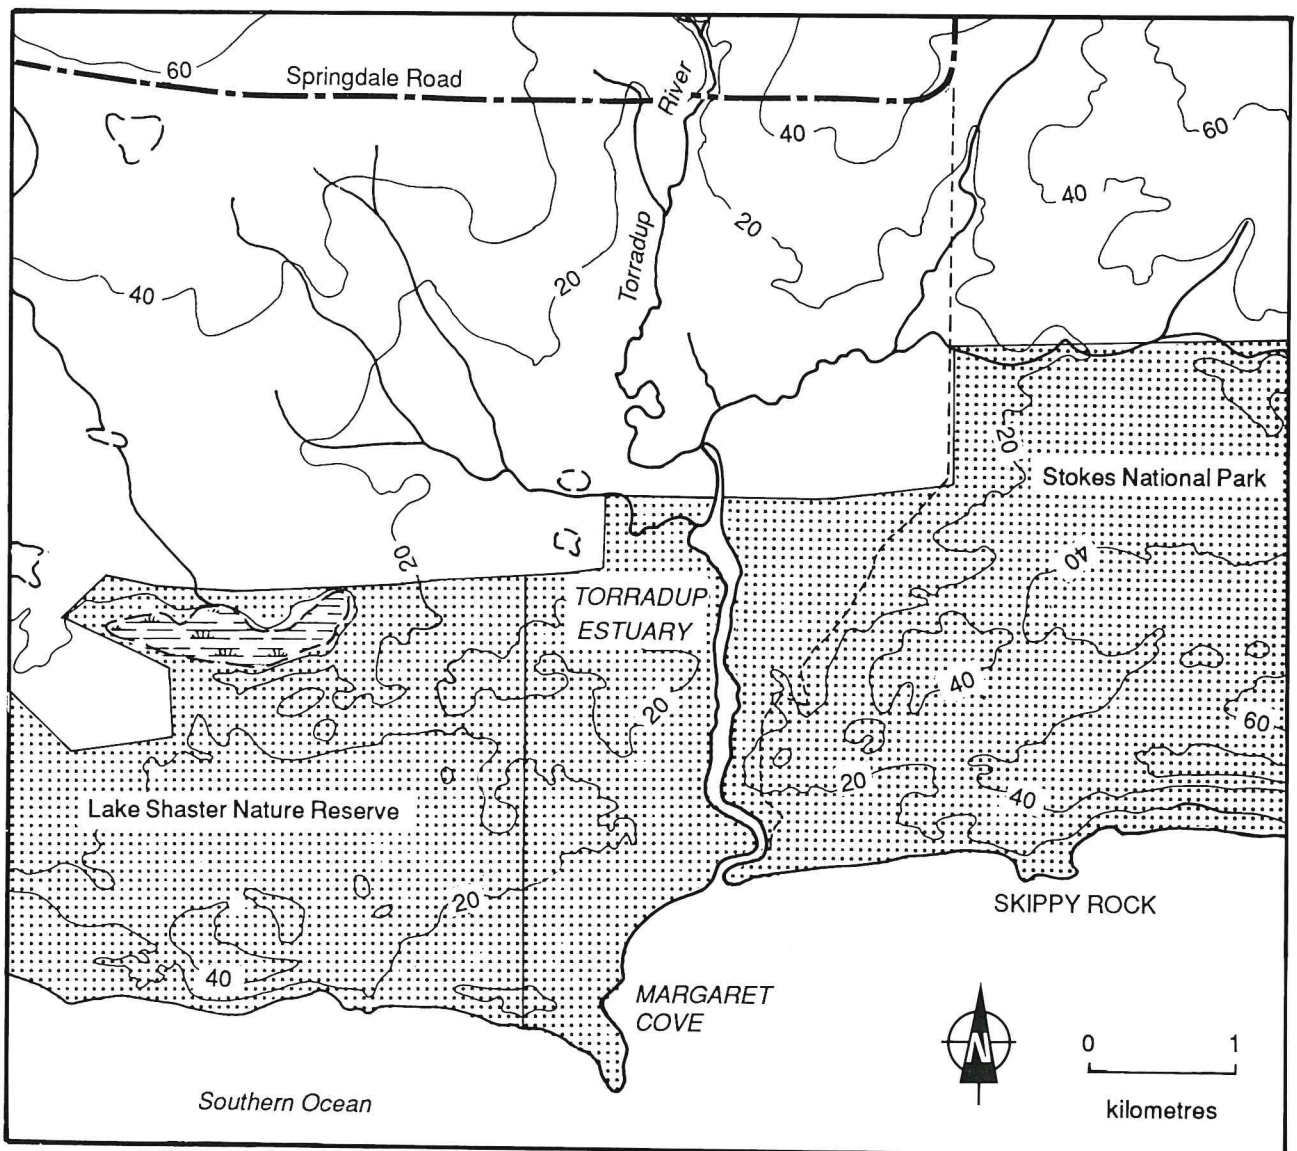 60
Springdale Road
River
40
60
40
20
Torradup
20
40
20
Stokes National Park
20
40
TORRADUP
ESTUARY
40
20
60
20
40
Lake Shaster Nature Reserve
20
SKIPPY ROCK
40
MARGARET
COVE
N
0 1
kilometres
Southern Ocean